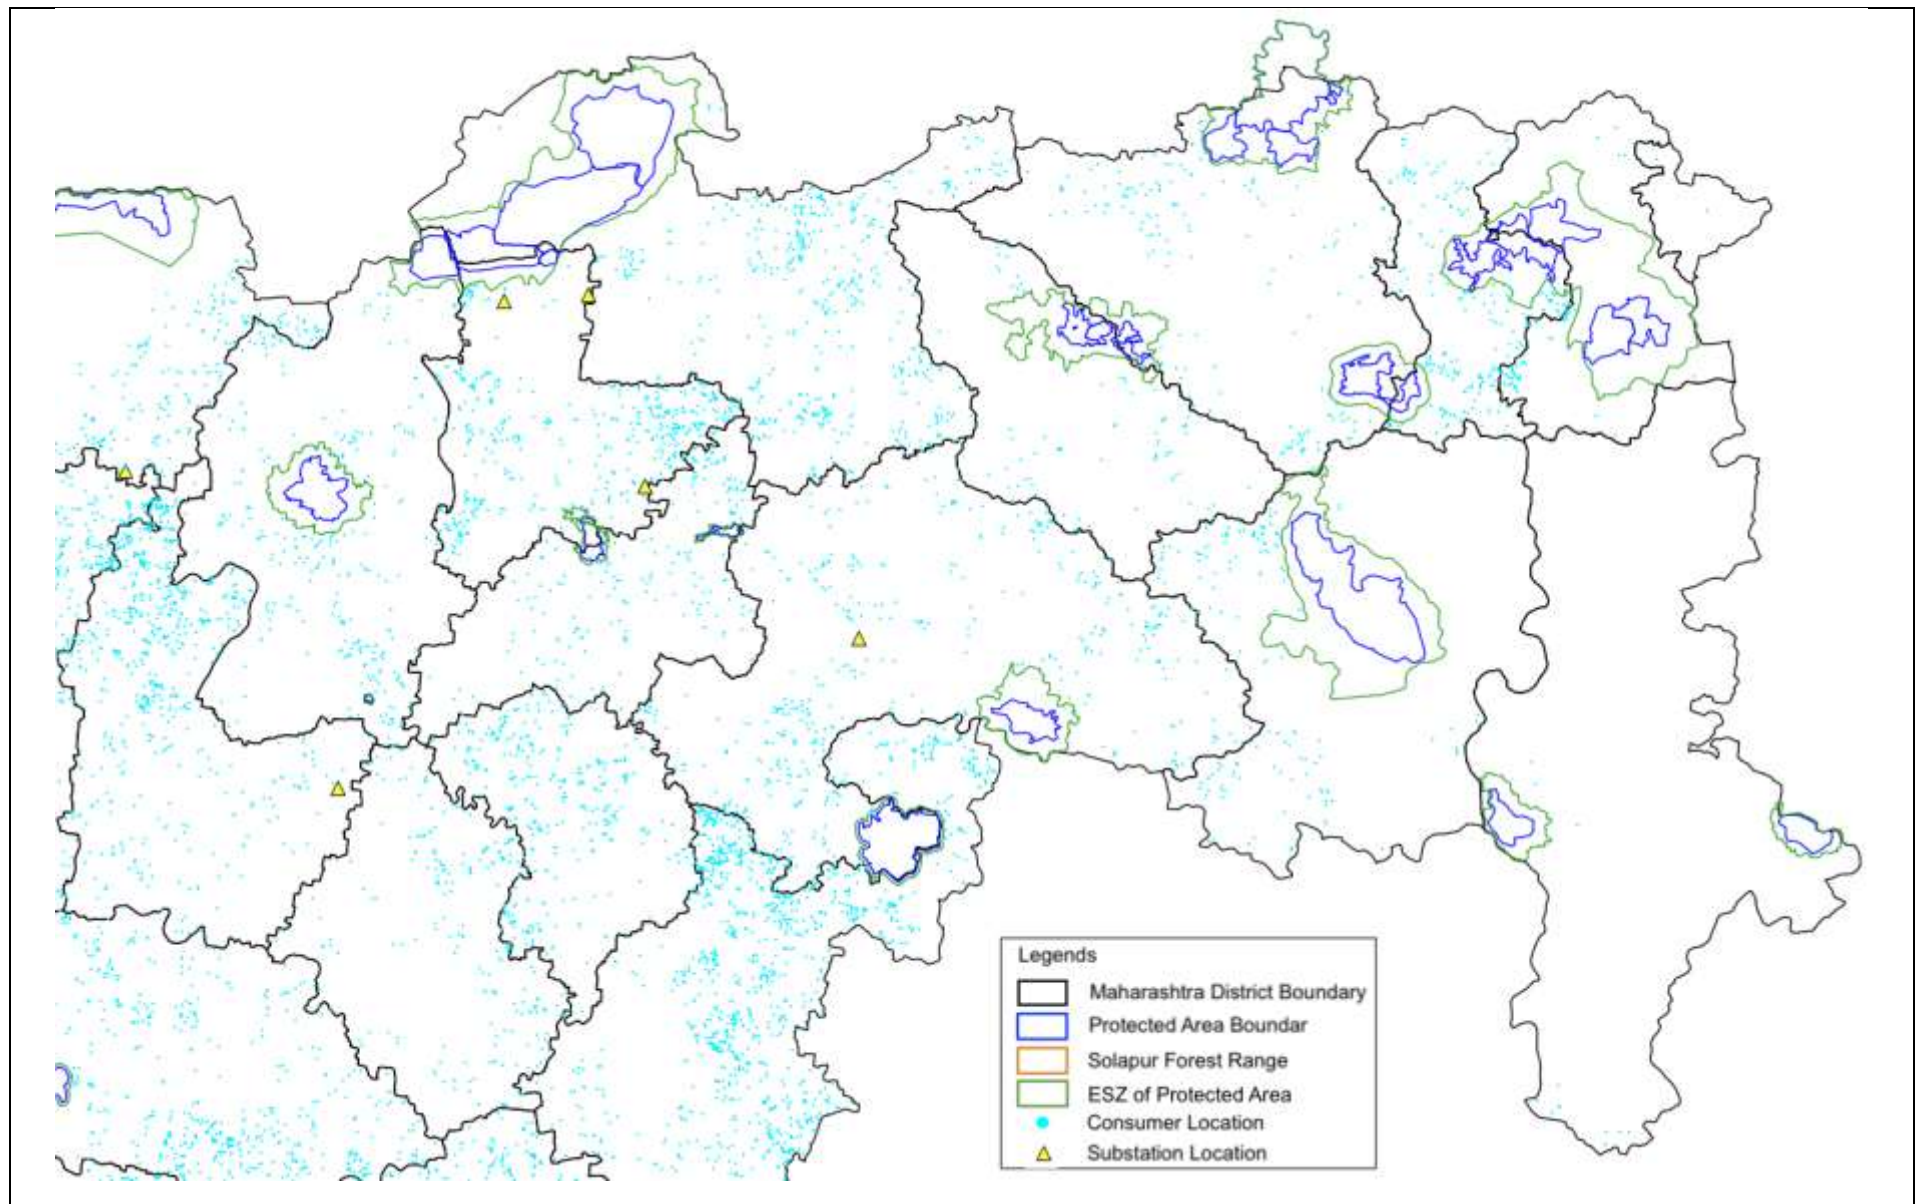 Legends
Maharashtra District Boundary
Protected Area Boundar
Solapur Forest Range
ESZ of Protected Area
Consumer Location
Substation Location